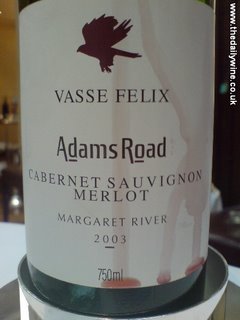 VASSE FELIX
Adams Road
CABERNET SAUVIGNON
MERLOT
MARGARET RIVER
2003
750ml
www.thedailywine.co.uk